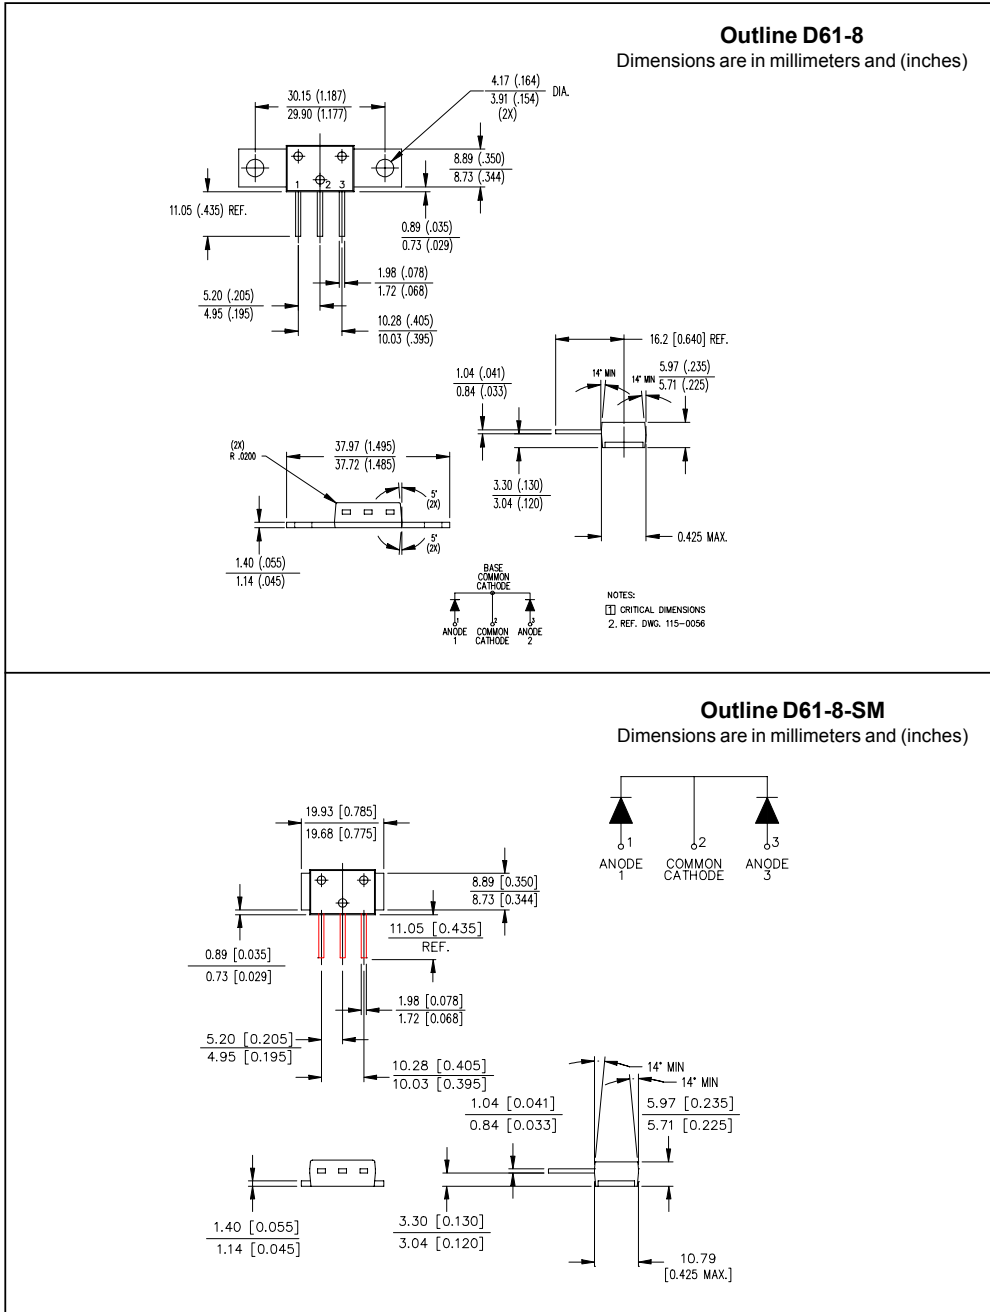 Outline D61-8
Dimensions are in millimeters and (inches)
30.15 (1.187)
29.90 (1.177)
4.17 (.164)
3.91 (.154)
DIA.
(2X)
8.89 (.350)
8.73 (.344)
1 2 3
11.05 (.435) REF.
0.89 (.035)
0.73 (.029)
1.98 (.078)
1.72 (.068)
5.20 (.205)
4.95 (.195)
10.28 (.405)
10.03 (.395)
16.2 [0.640] REF.
1.04 (.041)
0.84 (.033)
14° MIN
14° MIN
5.97 (.235)
5.71 (.225)
(2X)
R .0200
37.97 (1.495)
37.72 (1.485)
5°
(2X)
3.30 (.130)
3.04 (.120)
0.425 MAX.
5°
(2X)
1.40 (.055)
1.14 (.045)
BASE
COMMON
CATHODE
1 2 3
ANODE
1
COMMON
CATHODE
ANODE
2
NOTES:
1 CRITICAL DIMENSIONS
2. REF. DWG. 115-0056
Outline D61-8-SM
Dimensions are in millimeters and (inches)
1 2 3
ANODE
1
COMMON
CATHODE
ANODE
3
19.93 [0.785]
19.68 [0.775]
8.89 [0.350]
8.73 [0.344]
11.05 [0.435]
REF.
0.89 [0.035]
0.73 [0.029]
1.98 [0.078]
1.72 [0.068]
5.20 [0.205]
4.95 [0.195]
10.28 [0.405]
10.03 [0.395]
14° MIN
14° MIN
1.04 [0.041]
0.84 [0.033]
5.97 [0.235]
5.71 [0.225]
1.40 [0.055]
1.14 [0.045]
3.30 [0.130]
3.04 [0.120]
10.79
[0.425 MAX.]